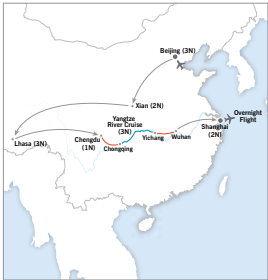 Beijing (3N)
Xian (2N)
Yangtze
River Cruise
(3N)
Overnight
Flight
Lhasa (3N)
Chengdu
(1N)
Chongqing
Yichang
Wuhan
Shanghai
(2N)